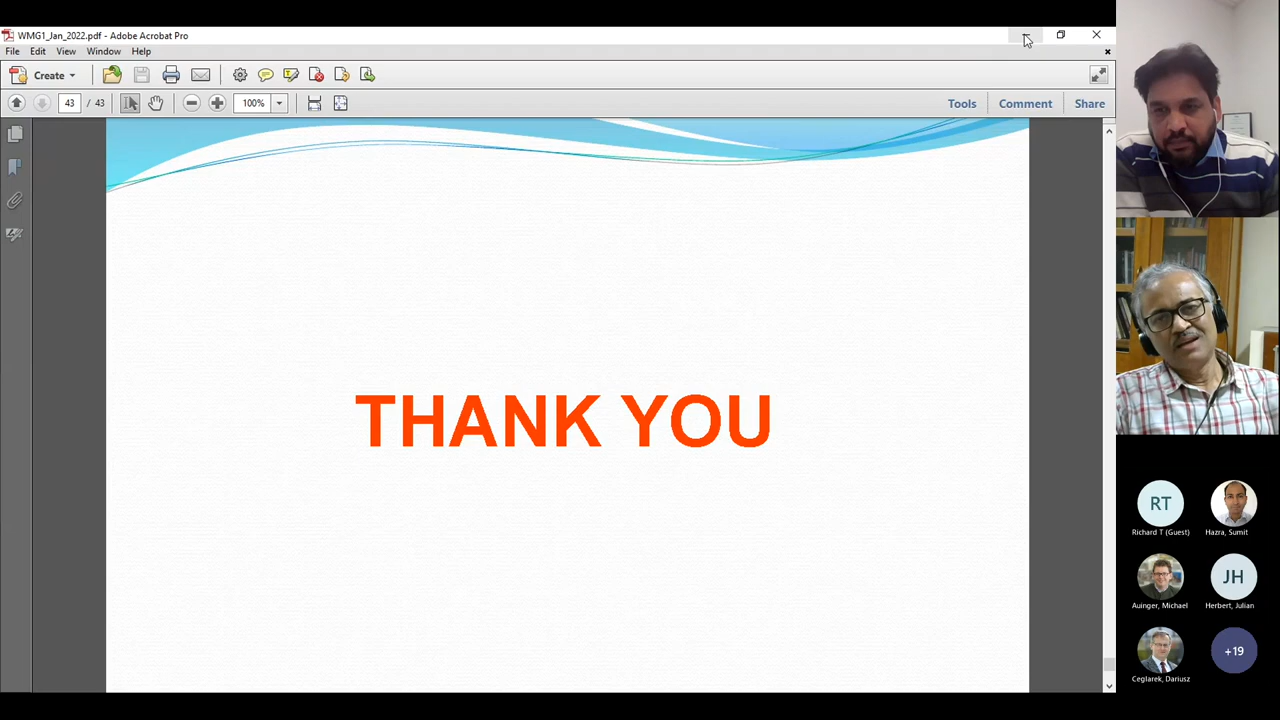 WMG1_Jan_2022.pdf - Adobe Acrobat Pro
File Edit View Window Help
Create
43 / 43 100% Tools Comment Share
THANK YOU
RT
Richard T (Guest) Hazra, Sumit
JH
Auinger, Michael Herbert, Julian
+19
Ceglarek, Dariusz